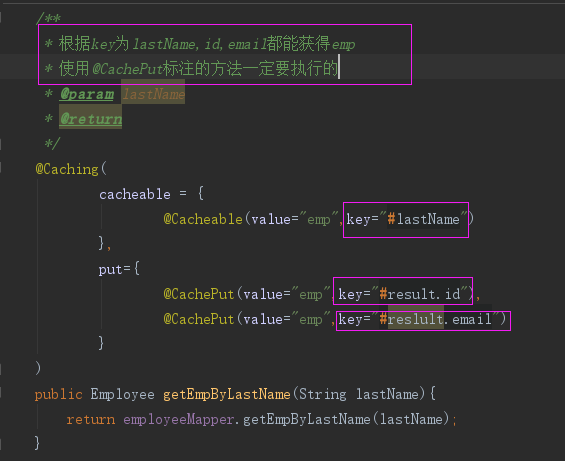 /**
* 根据key为lastName,id,email都能获得emp
* 使用@CachePut标注的方法一定要执行的
* @param lastName
* @return
*/
@Caching(
cacheable = {
@Cacheable(value="emp",key="#lastName")
},
put={
@CachePut(value="emp",key="#result.id"),
@CachePut(value="emp",key="#reslult.email")
}
)
public Employee getEmpByLastName(String lastName){
return employeeMapper.getEmpByLastName(lastName);
}